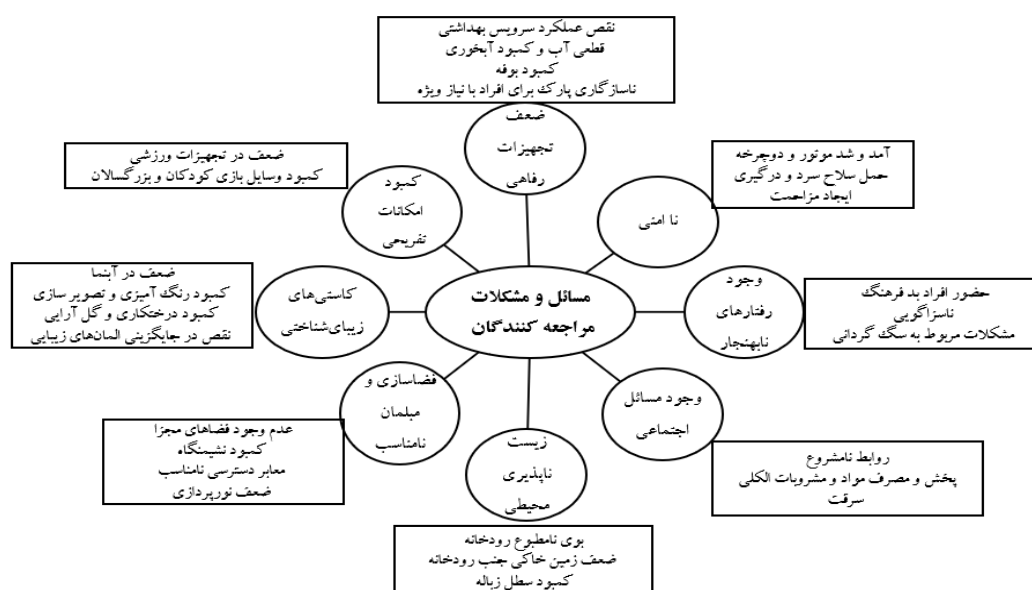 نقص عملکرد سرویس بهداشتی
قطعی آب و کمبود آبخوری
کمبود بوفه
ناسازگاری پارک برای افراد با نیاز ویژه
ضعف
تجهیزات
رفاهی
آمد و شد موتور و دوچرخه
حمل سلاح سرد و درگیری
ایجاد مزاحمت
نا امنی
ضعف در تجهیزات ورزشی
کمبود وسایل بازی کودکان و بزرگسالان
کمبود
امکانات
تفریحی
مسائل و مشکلات
مراجعه کنندگان
وجود
رفتارهای
نابهنجار
حضور افراد بد فرهنگ
ناسزاگویی
مشکلات مربوط به سگ گردانی
کاستی‌های
زیبای‌شناختی
ضعف در آبنما
کمبود رنگ آمیزی و تصویر سازی
کمبود درختکاری و گل آرایی
نقص در جایگزینی المان‌های زیبایی
وجود مسائل
اجتماعی
روابط نامشروع
پخش و مصرف مواد و مشروبات الکلی
سرقت
فضاسازی و
مبلمان
نامناسب
عدم وجود فضاهای مجزا
کمبود نشیمنگاه
معابر دسترسی نامناسب
ضعف نورپردازی
زیست
ناپذیری
محیطی
بوی نامطبوع رودخانه
ضعف زمین خاکی جنب رودخانه
کمبود سطل زباله